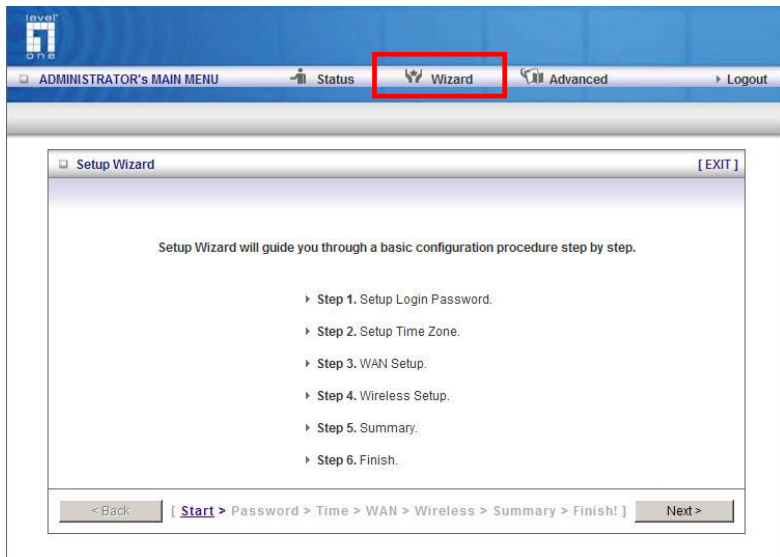 level
one
ADMINISTRATOR's MAIN MENU Status Wizard Advanced Logout
Setup Wizard [ EXIT ]
Setup Wizard will guide you through a basic configuration procedure step by step.
Step 1. Setup Login Password.
Step 2. Setup Time Zone.
Step 3. WAN Setup.
Step 4. Wireless Setup.
Step 5. Summary.
Step 6. Finish.
< Back [ Start > Password > Time > WAN > Wireless > Summary > Finish! ] Next >